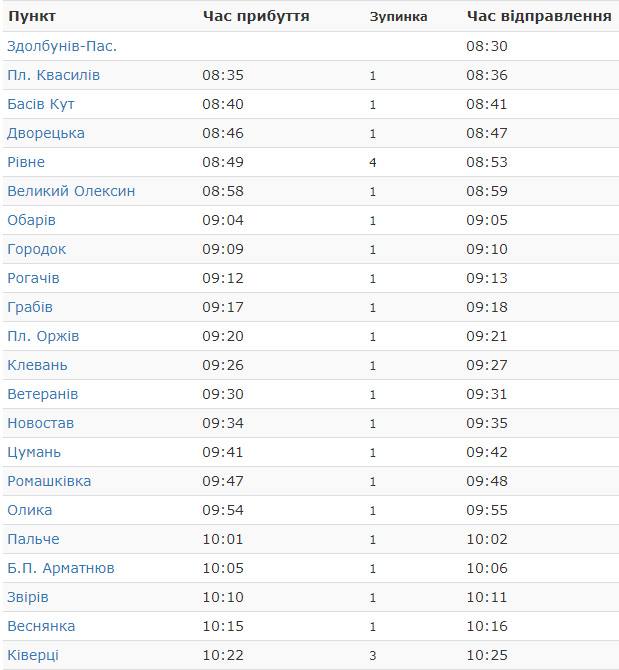 Пункт Час прибуття Зупинка Час відправлення
Здолбунів-Пас. 08:30
Пл. Квасилів 08:35 1 08:36
Басів Кут 08:40 1 08:41
Дворецька 08:46 1 08:47
Рівне 08:49 4 08:53
Великий Олексин 08:58 1 08:59
Обарів 09:04 1 09:05
Городок 09:09 1 09:10
Рогачів 09:12 1 09:13
Грабів 09:17 1 09:18
Пл. Оржів 09:20 1 09:21
Клевань 09:26 1 09:27
Ветеранів 09:30 1 09:31
Новостав 09:34 1 09:35
Цумань 09:41 1 09:42
Ромашківка 09:47 1 09:48
Олика 09:54 1 09:55
Пальче 10:01 1 10:02
Б.П. Арматнюв 10:05 1 10:06
Звірів 10:10 1 10:11
Веснянка 10:15 1 10:16
Ківерці 10:22 3 10:25